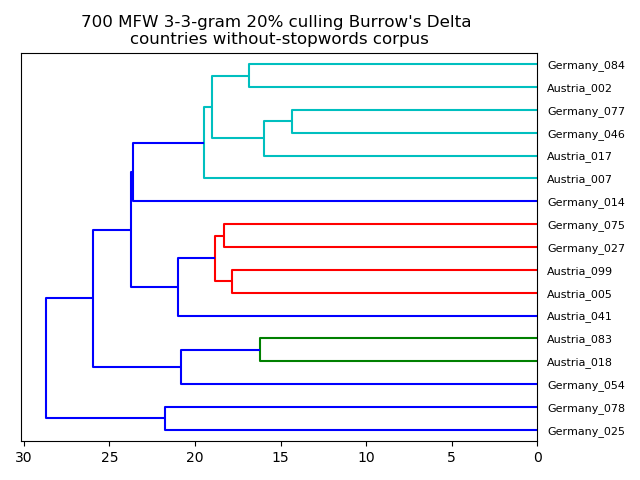 700 MFW 3-3-gram 20% culling Burrow's Delta
countries without-stopwords corpus
Germany_084
Austria_002
Germany_077
Germany_046
Austria_017
Austria_007
Germany_014
Germany_075
Germany_027
Austria_099
Austria_005
Austria_041
Austria_083
Austria_018
Germany_054
Germany_078
Germany_025
30 25 20 15 10 5 0